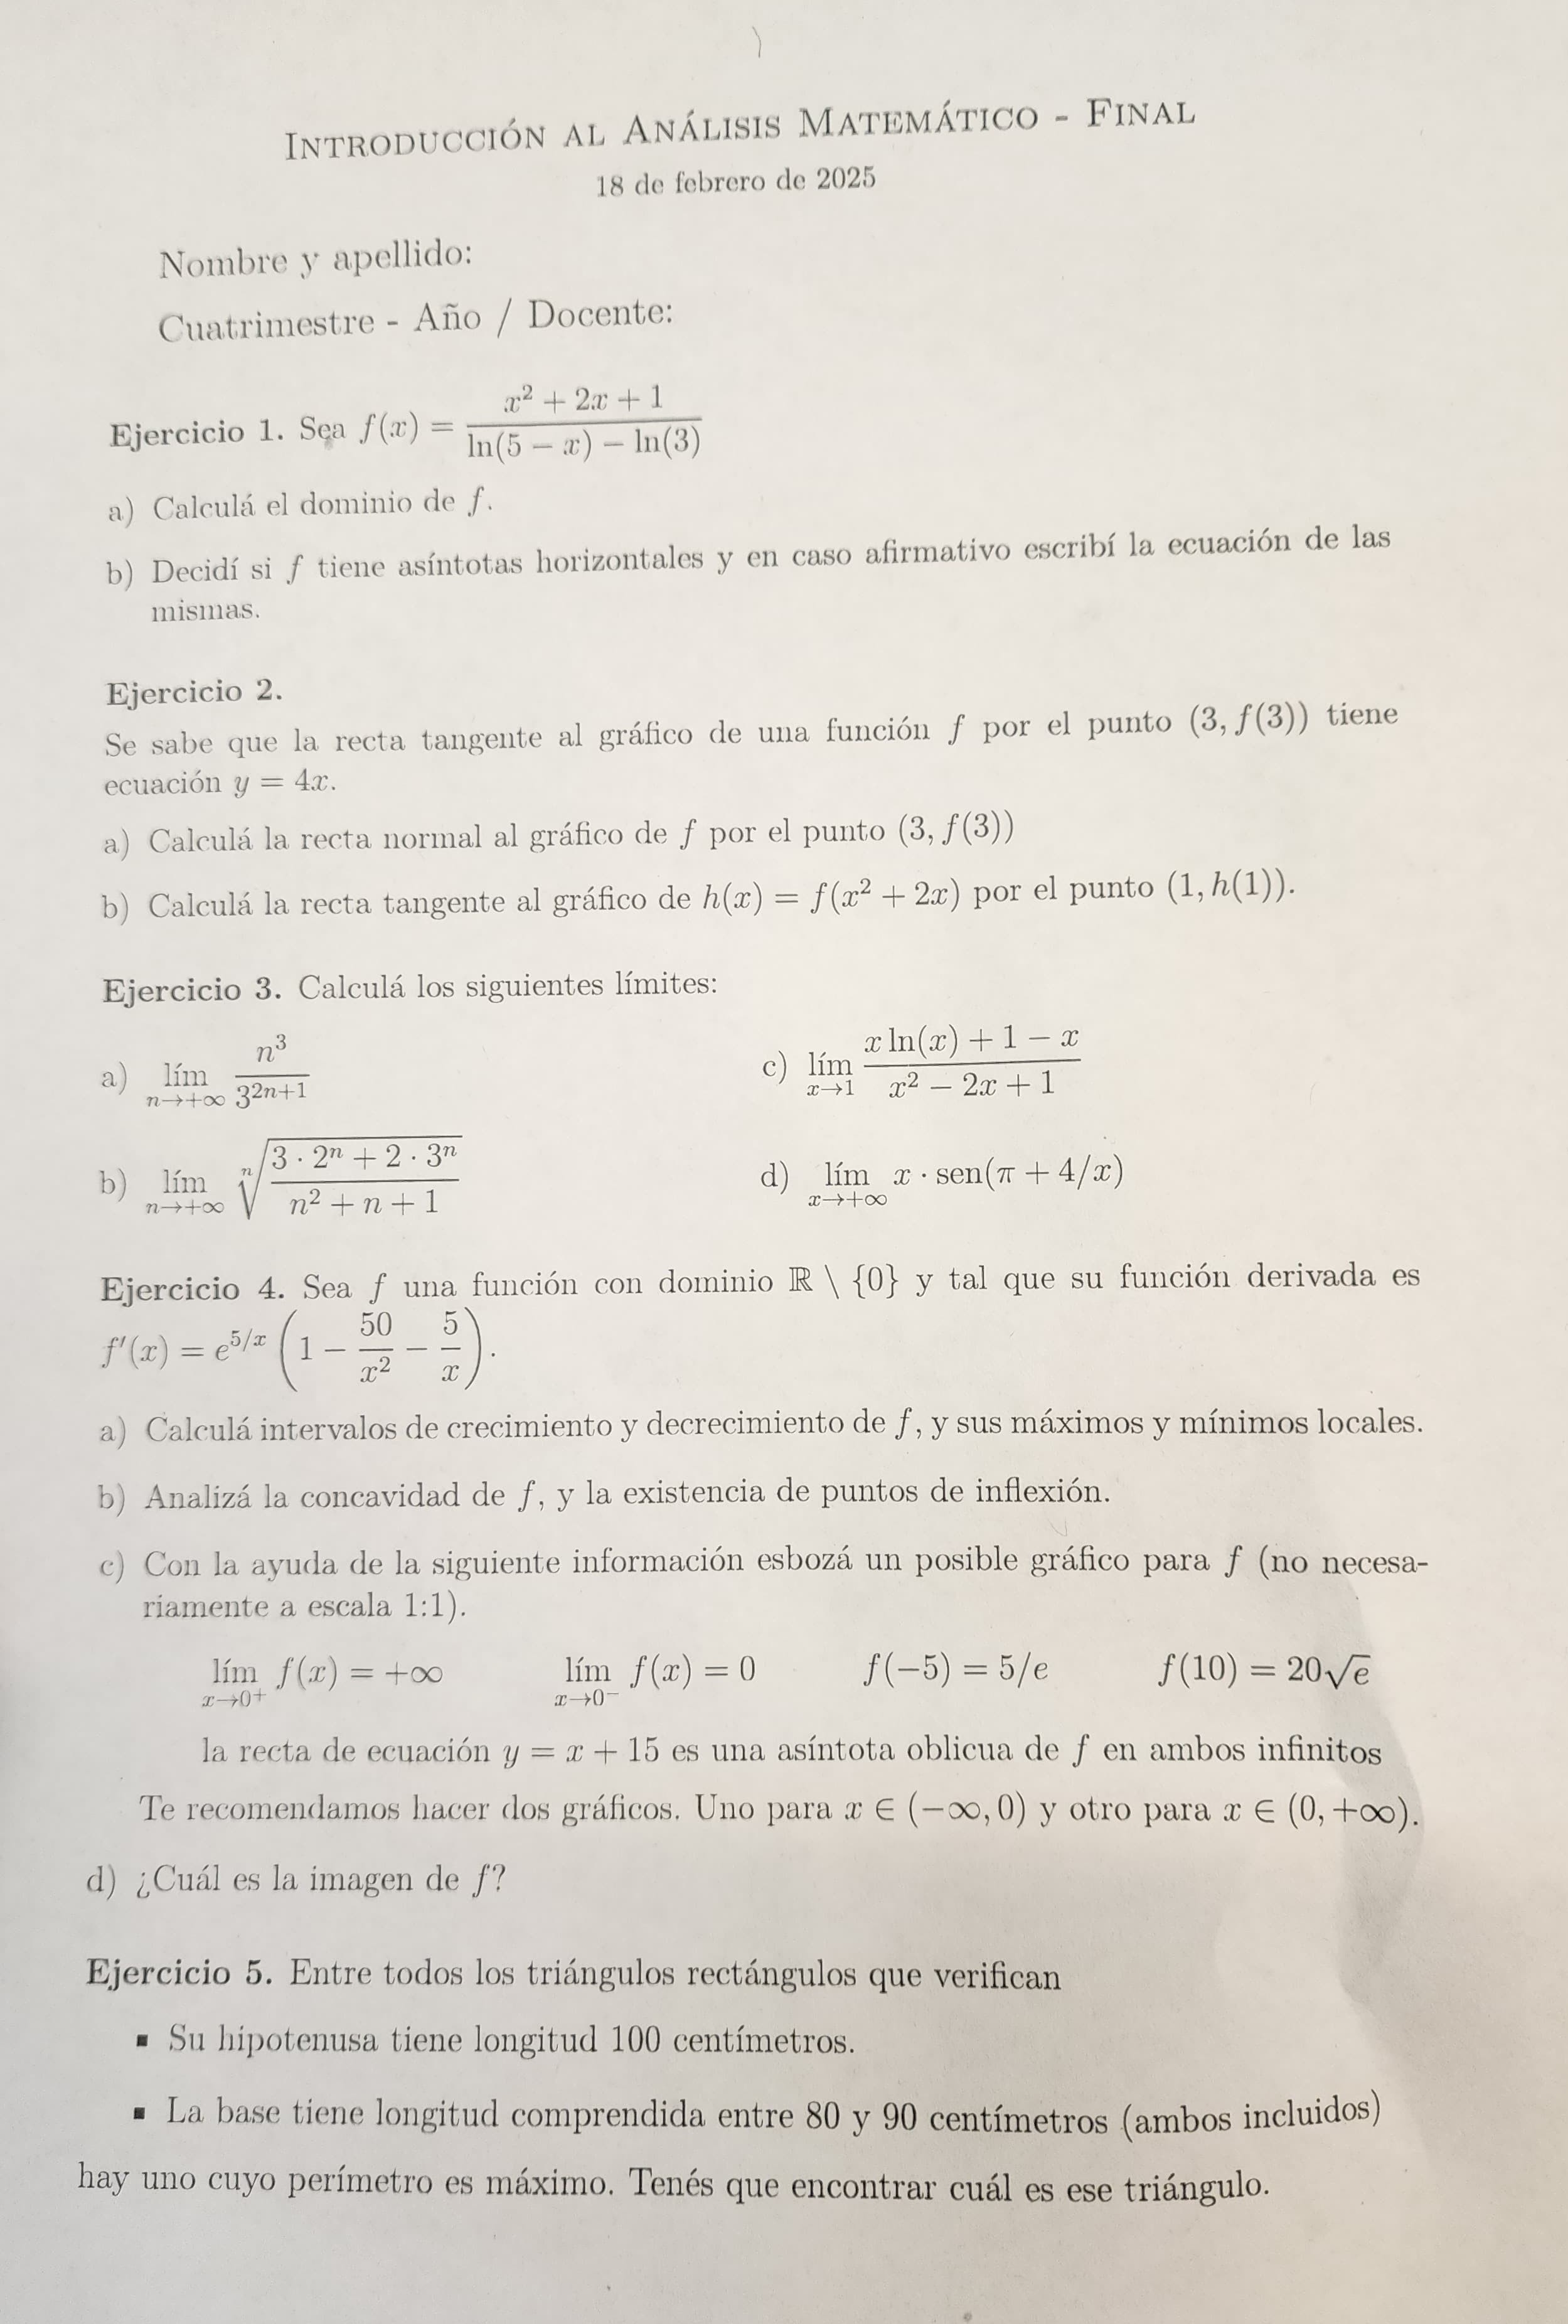 INTRODUCCIÓN AL ANÁLISIS MATEMÁTICO - FINAL
18 de febrero de 2025
Nombre y apellido:
Cuatrimestre - Año / Docente:
Ejercicio 1. Sea f(x) = (x² + 2x + 1) / (ln(5 − x) − ln(3))
a) Calculá el dominio de f.
b) Decidí si f tiene asíntotas horizontales y en caso afirmativo escribí la ecuación de las
mismas.
Ejercicio 2.
Se sabe que la recta tangente al gráfico de una función f por el punto (3, f(3)) tiene
ecuación y = 4x.
a) Calculá la recta normal al gráfico de f por el punto (3, f(3))
b) Calculá la recta tangente al gráfico de h(x) = f(x² + 2x) por el punto (1, h(1)).
Ejercicio 3. Calculá los siguientes límites:
a) lím_{n→+∞} n³ / 3²ⁿ⁺¹
b) lím_{n→+∞} ⁿ√((3 · 2ⁿ + 2 · 3ⁿ) / (n² + n + 1))
c) lím_{x→1} (x ln(x) + 1 − x) / (x² − 2x + 1)
d) lím_{x→+∞} x · sen(π + 4/x)
Ejercicio 4. Sea f una función con dominio ℝ \ {0} y tal que su función derivada es
f′(x) = e^{5/x} (1 − 50/x² − 5/x).
a) Calculá intervalos de crecimiento y decrecimiento de f, y sus máximos y mínimos locales.
b) Analizá la concavidad de f, y la existencia de puntos de inflexión.
c) Con la ayuda de la siguiente información esbozá un posible gráfico para f (no necesa-
riamente a escala 1:1).
lím_{x→0⁺} f(x) = +∞ lím_{x→0⁻} f(x) = 0 f(−5) = 5/e f(10) = 20√e
la recta de ecuación y = x + 15 es una asíntota oblicua de f en ambos infinitos
Te recomendamos hacer dos gráficos. Uno para x ∈ (−∞, 0) y otro para x ∈ (0, +∞).
d) ¿Cuál es la imagen de f?
Ejercicio 5. Entre todos los triángulos rectángulos que verifican
▪ Su hipotenusa tiene longitud 100 centímetros.
▪ La base tiene longitud comprendida entre 80 y 90 centímetros (ambos incluidos)
hay uno cuyo perímetro es máximo. Tenés que encontrar cuál es ese triángulo.